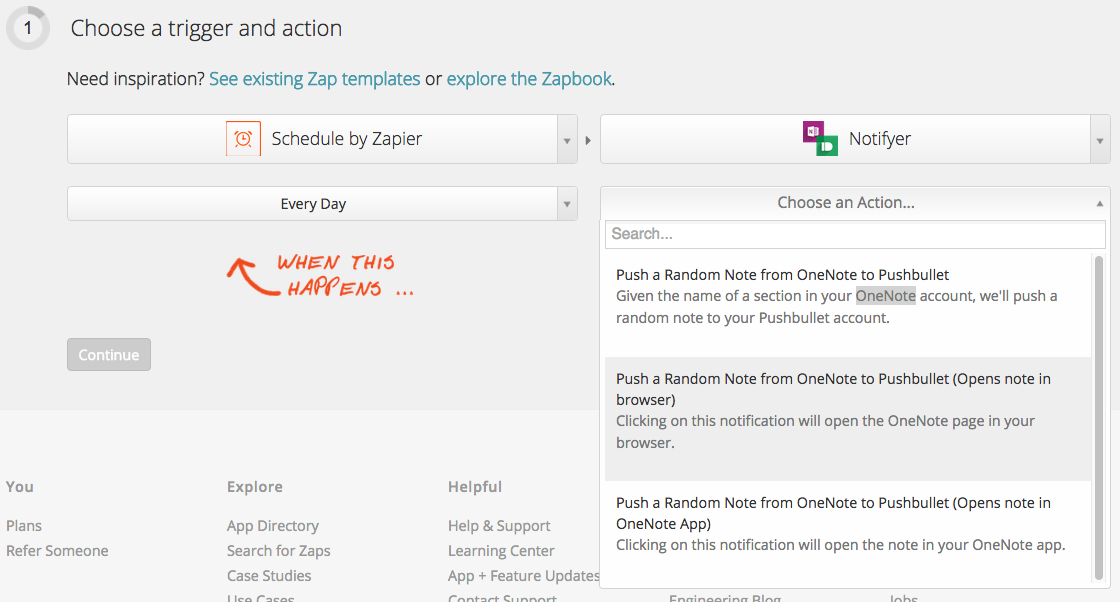 1
Choose a trigger and action
Need inspiration? See existing Zap templates or explore the Zapbook.
Schedule by Zapier
Notifyer
Every Day
Choose an Action...
Search...
WHEN THIS
HAPPENS ...
Continue
Push a Random Note from OneNote to Pushbullet
Given the name of a section in your OneNote account, we'll push a
random note to your Pushbullet account.
Push a Random Note from OneNote to Pushbullet (Opens note in
browser)
Clicking on this notification will open the OneNote page in your
browser.
Push a Random Note from OneNote to Pushbullet (Opens note in
OneNote App)
Clicking on this notification will open the note in your OneNote app.
You
Plans
Refer Someone
Explore
App Directory
Search for Zaps
Case Studies
Use Cases
Helpful
Help & Support
Learning Center
App + Feature Updates
Contact Support
Engineering Blog
Jobs